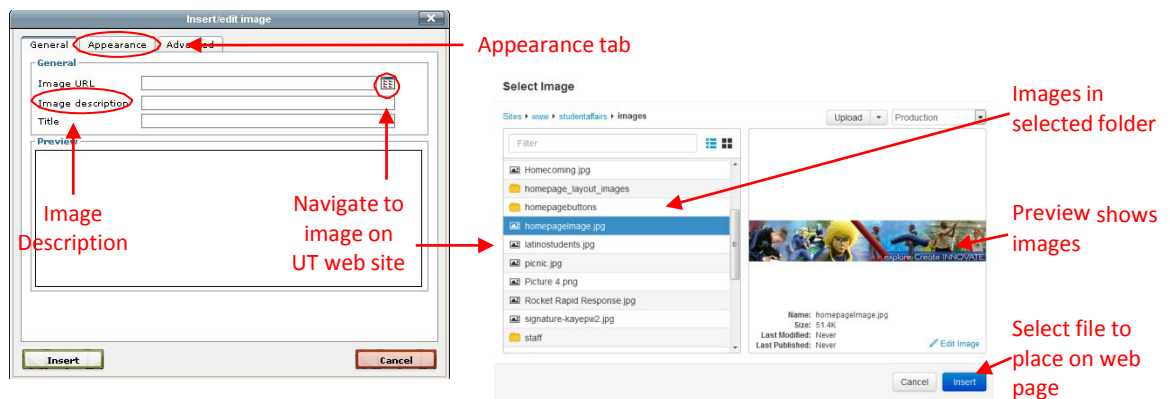 Insert/edit image
General Appearance Advanced
Appearance tab
General
Image URL
Image description
Title
Preview
Image
Description
Navigate to
image on
UT web site
Insert
Cancel
Select Image
Sites www studentaffairs images
Upload
Production
Filter
Homecoming.jpg
homepage_layout_images
homepagebuttons
homepageImage.jpg
latinostudents.jpg
picnic.jpg
Picture 4.png
Rocket Rapid Response.jpg
signature-kayepw2.jpg
staff
explore·Create·INNOVATE
Name: homepageImage.jpg
Size: 51.4K
Last Modified: Never
Last Published: Never
Edit Image
Cancel
Insert
Images in
selected folder
Preview shows
images
Select file to
place on web
page